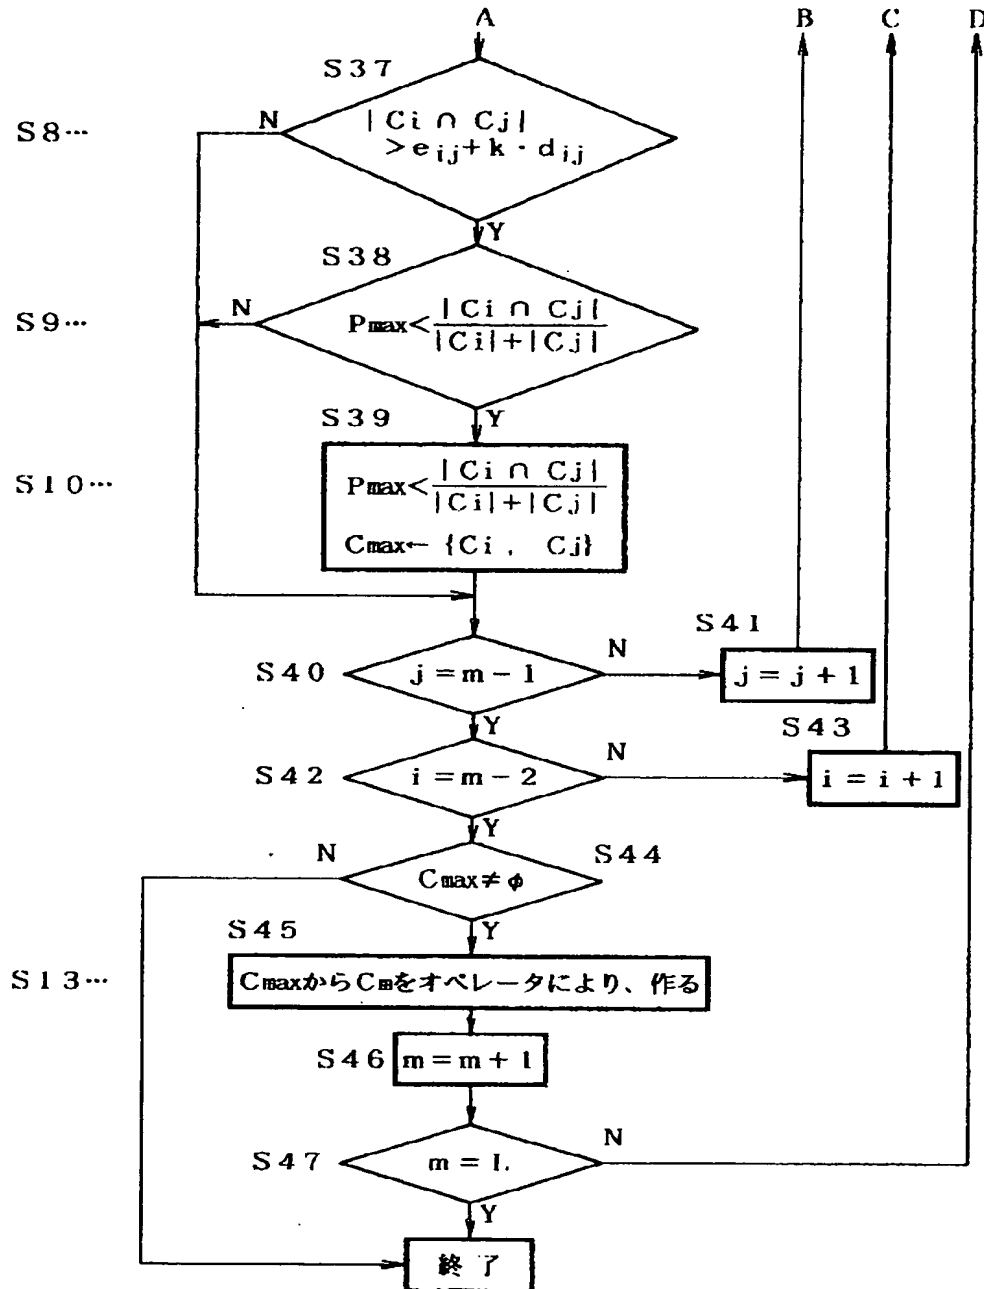 A B C D
S37
N
S8…
|Ci ∩ Cj|
>eij+k・dij
Y
S38
N
S9…
Pmax<|Ci ∩ Cj|
|Ci|+|Cj|
Y
S39
S10…
Pmax<|Ci ∩ Cj|
|Ci|+|Cj|
Cmax← {Ci, Cj}
S40
j=m-1
N
S41
j=j+1
Y
S42
i=m-2
N
S43
i=i+1
Y
N
Cmax≠φ
S44
Y
S45
S13…
CmaxからCmをオペレータにより、作る
S46
m=m+1
S47
m=L
N
Y
終了